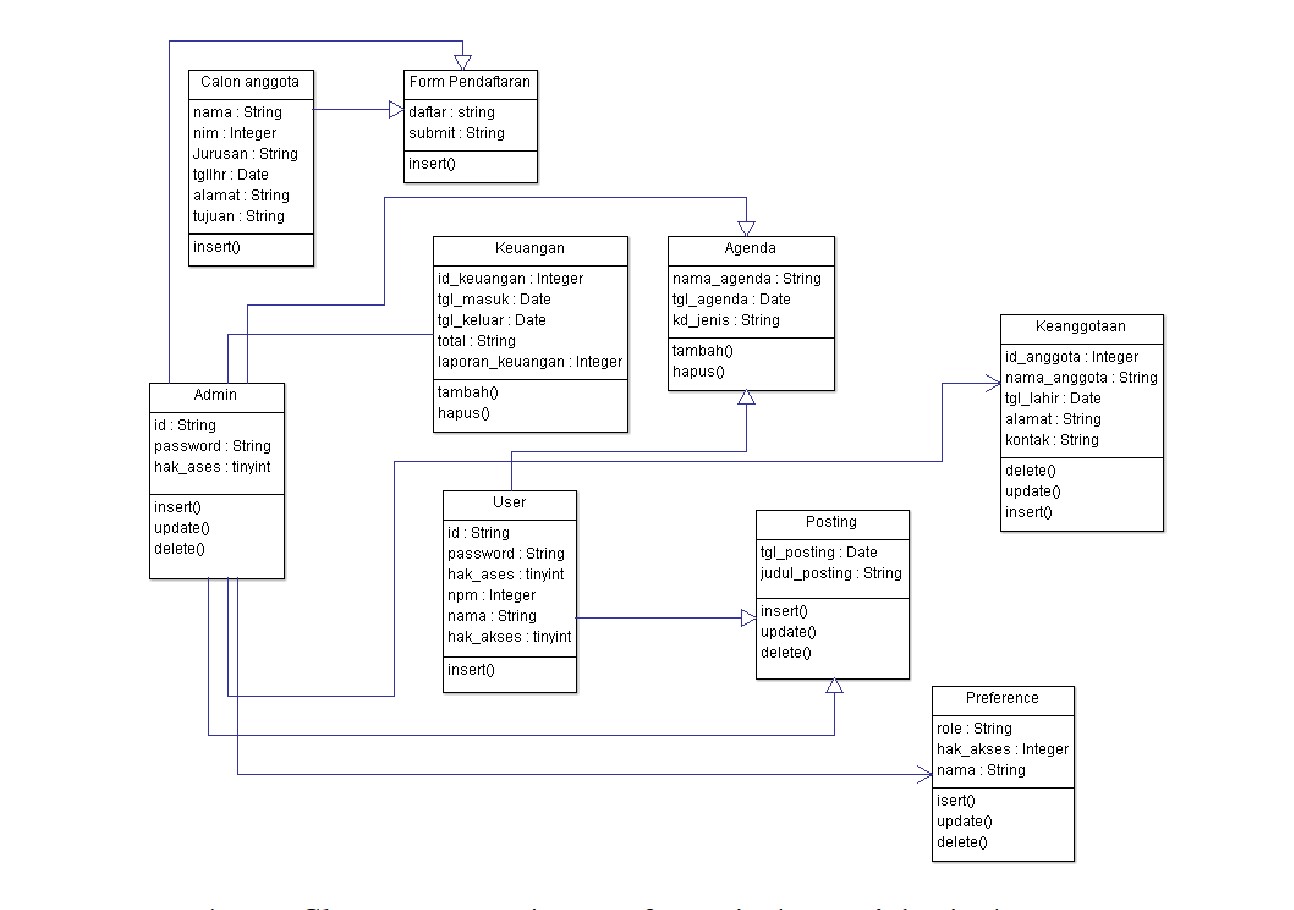 Calon anggota
nama : String
nim : Integer
Jurusan : String
tgllhr : Date
alamat : String
tujuan : String
insert()
Form Pendaftaran
daftar : string
submit : String
insert()
Keuangan
id_keuangan : Integer
tgl_masuk : Date
tgl_keluar : Date
total : String
laporan_keuangan : Integer
tambah()
hapus()
Agenda
nama_agenda : String
tgl_agenda : Date
kd_jenis : String
tambah()
hapus()
Keanggotaan
id_anggota : Integer
nama_anggota : String
tgl_lahir : Date
alamat : String
kontak : String
delete()
update()
insert()
Admin
id : String
password : String
hak_ases : tinyint
insert()
update()
delete()
User
id : String
password : String
hak_ases : tinyint
npm : Integer
nama : String
hak_akses : tinyint
insert()
Posting
tgl_posting : Date
judul_posting : String
insert()
update()
delete()
Preference
role : String
hak_akses : Integer
nama : String
isert()
update()
delete()